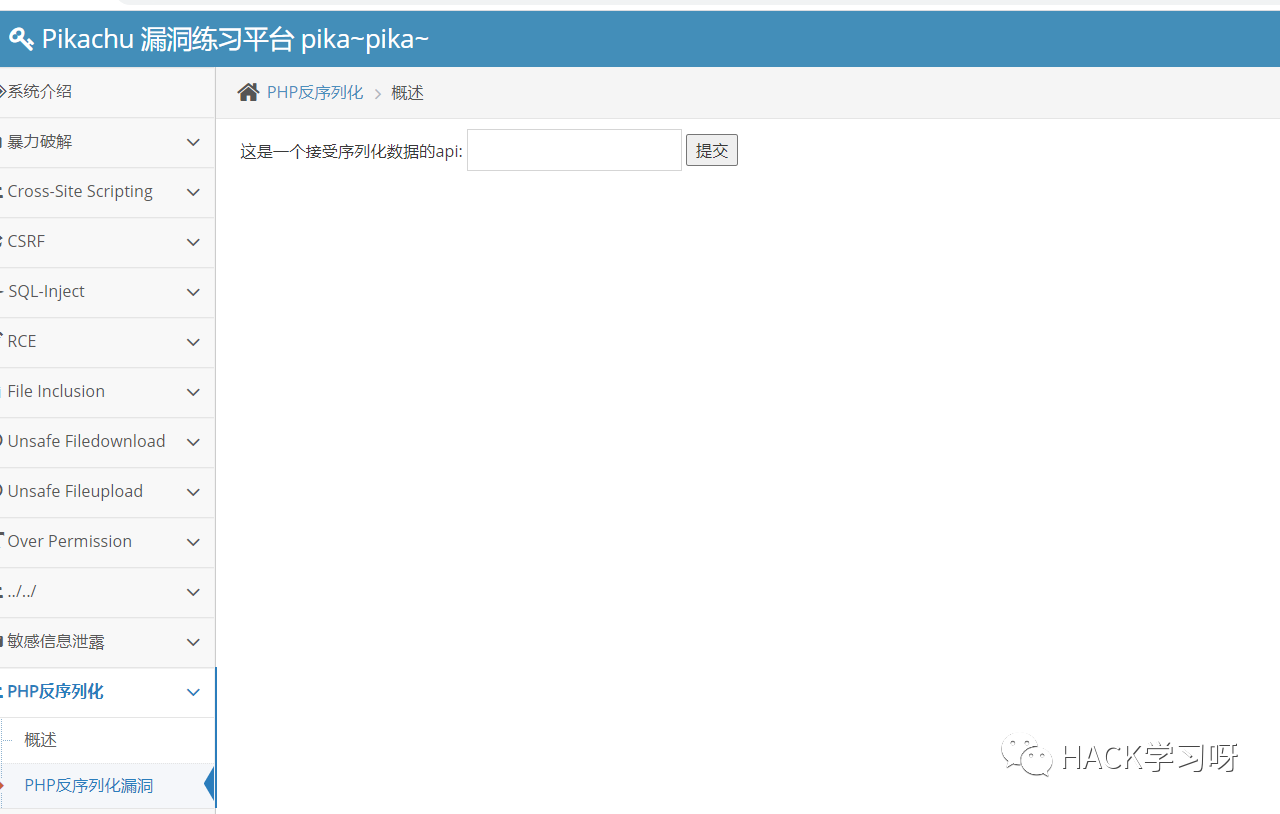 Pikachu 漏洞练习平台 pika~pika~
系统介绍
暴力破解
Cross-Site Scripting
CSRF
SQL-Inject
RCE
File Inclusion
Unsafe Filedownload
Unsafe Fileupload
Over Permission
../../
敏感信息泄露
PHP反序列化
概述
PHP反序列化漏洞
PHP反序列化 > 概述
这是一个接受序列化数据的api: 提交
HACK学习呀